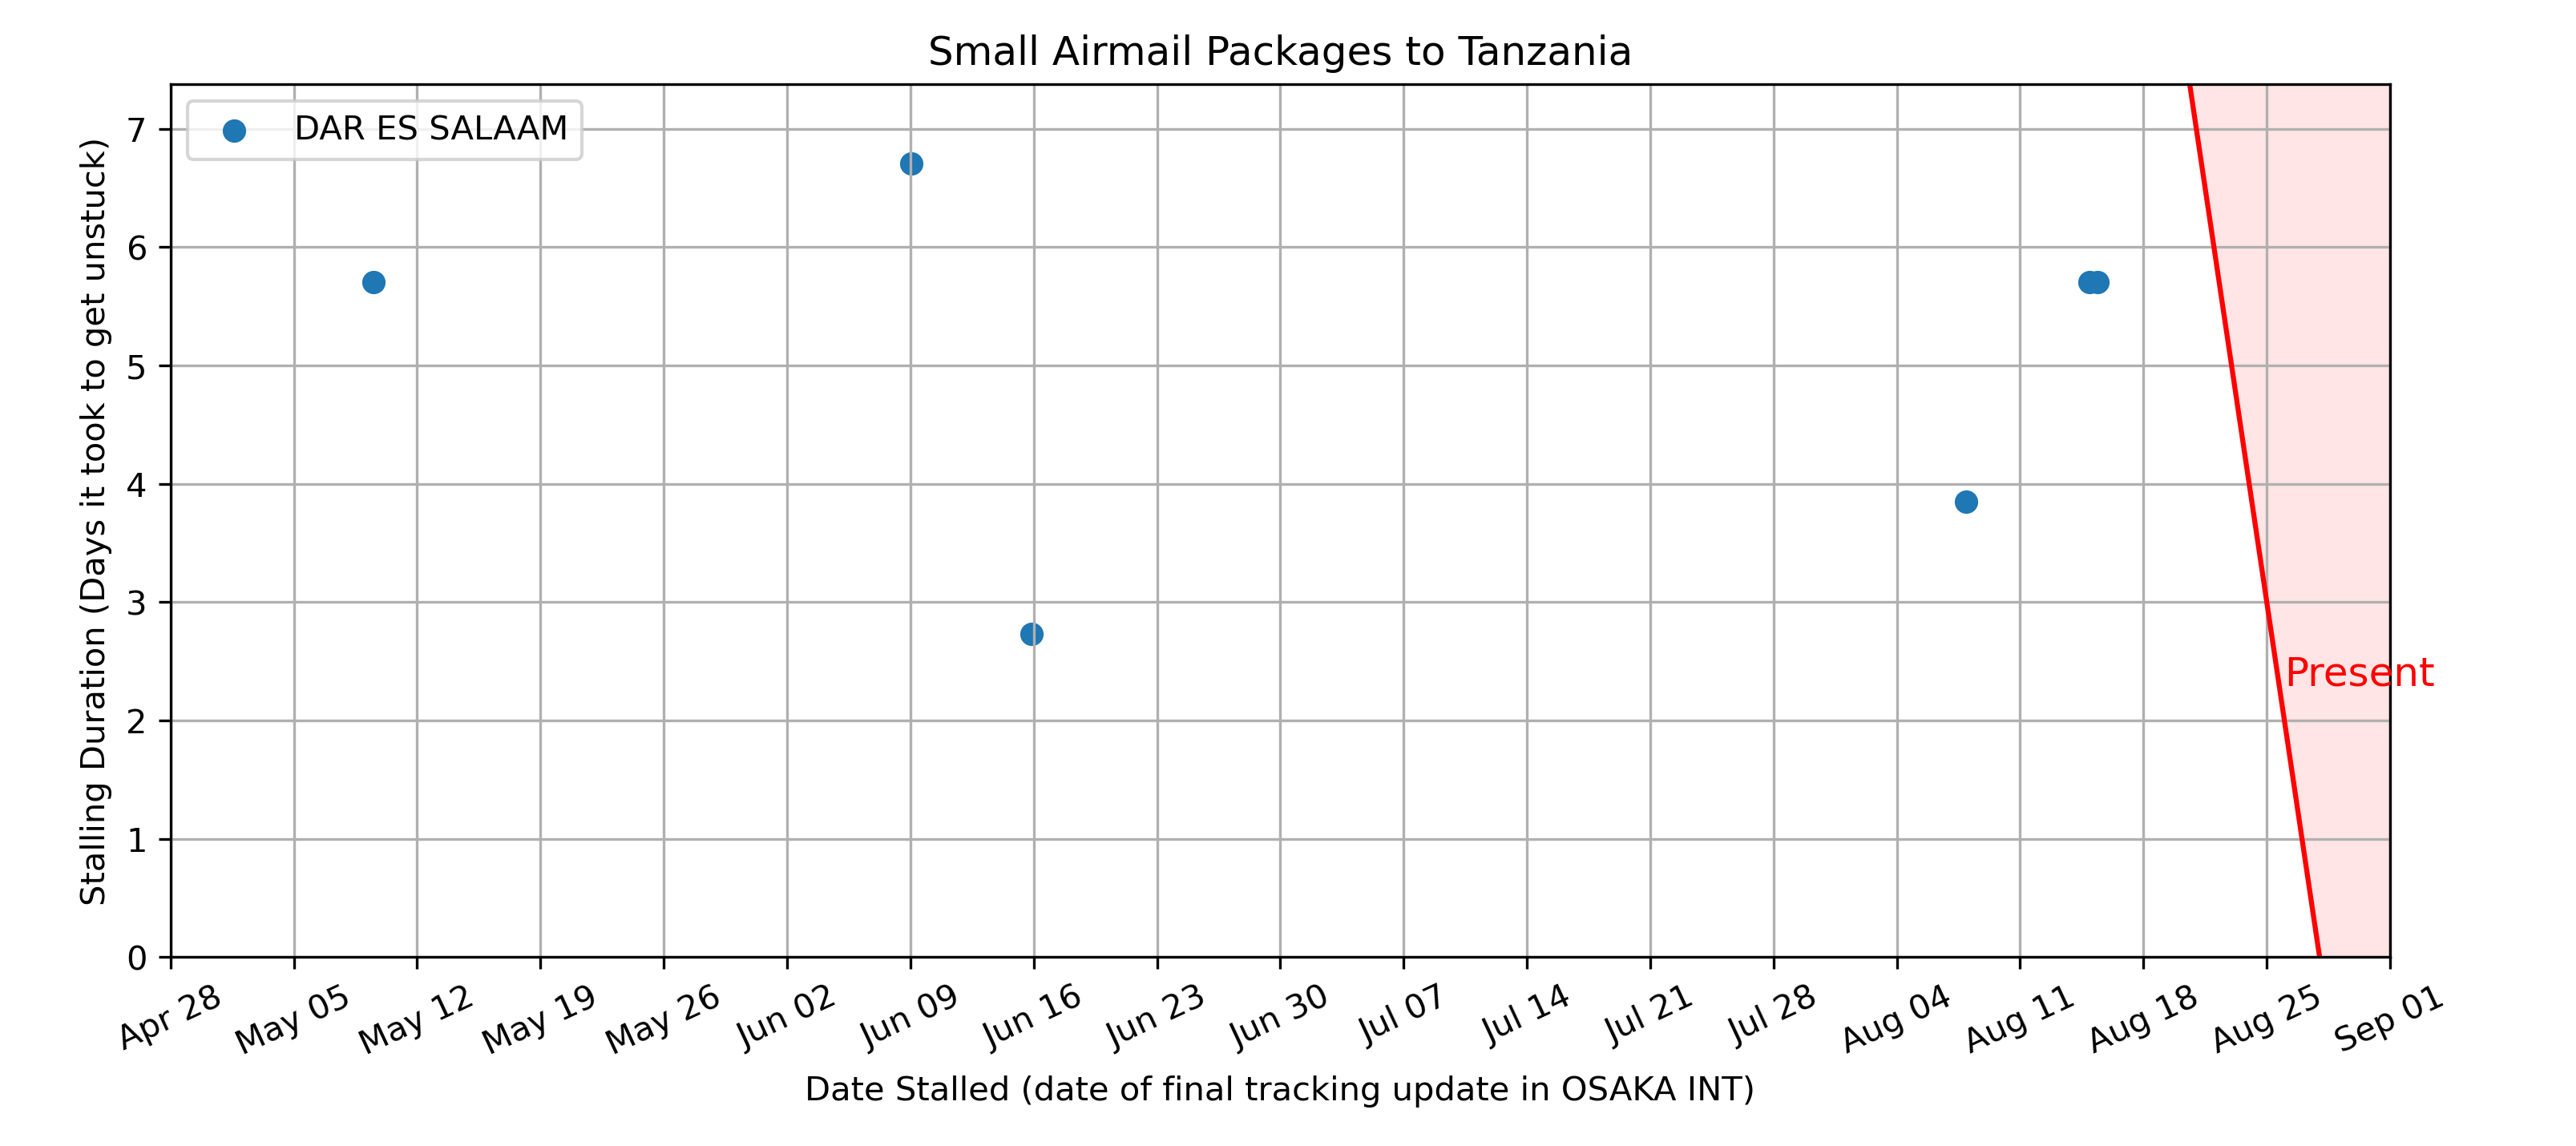 Small Airmail Packages to Tanzania
DAR ES SALAAM
Stalling Duration (Days it took to get unstuck)
7
6
5
4
3
2
1
0
Present
Apr 28
May 05
May 12
May 19
May 26
Jun 02
Jun 09
Jun 16
Jun 23
Jun 30
Jul 07
Jul 14
Jul 21
Jul 28
Aug 04
Aug 11
Aug 18
Aug 25
Sep 01
Date Stalled (date of final tracking update in OSAKA INT)